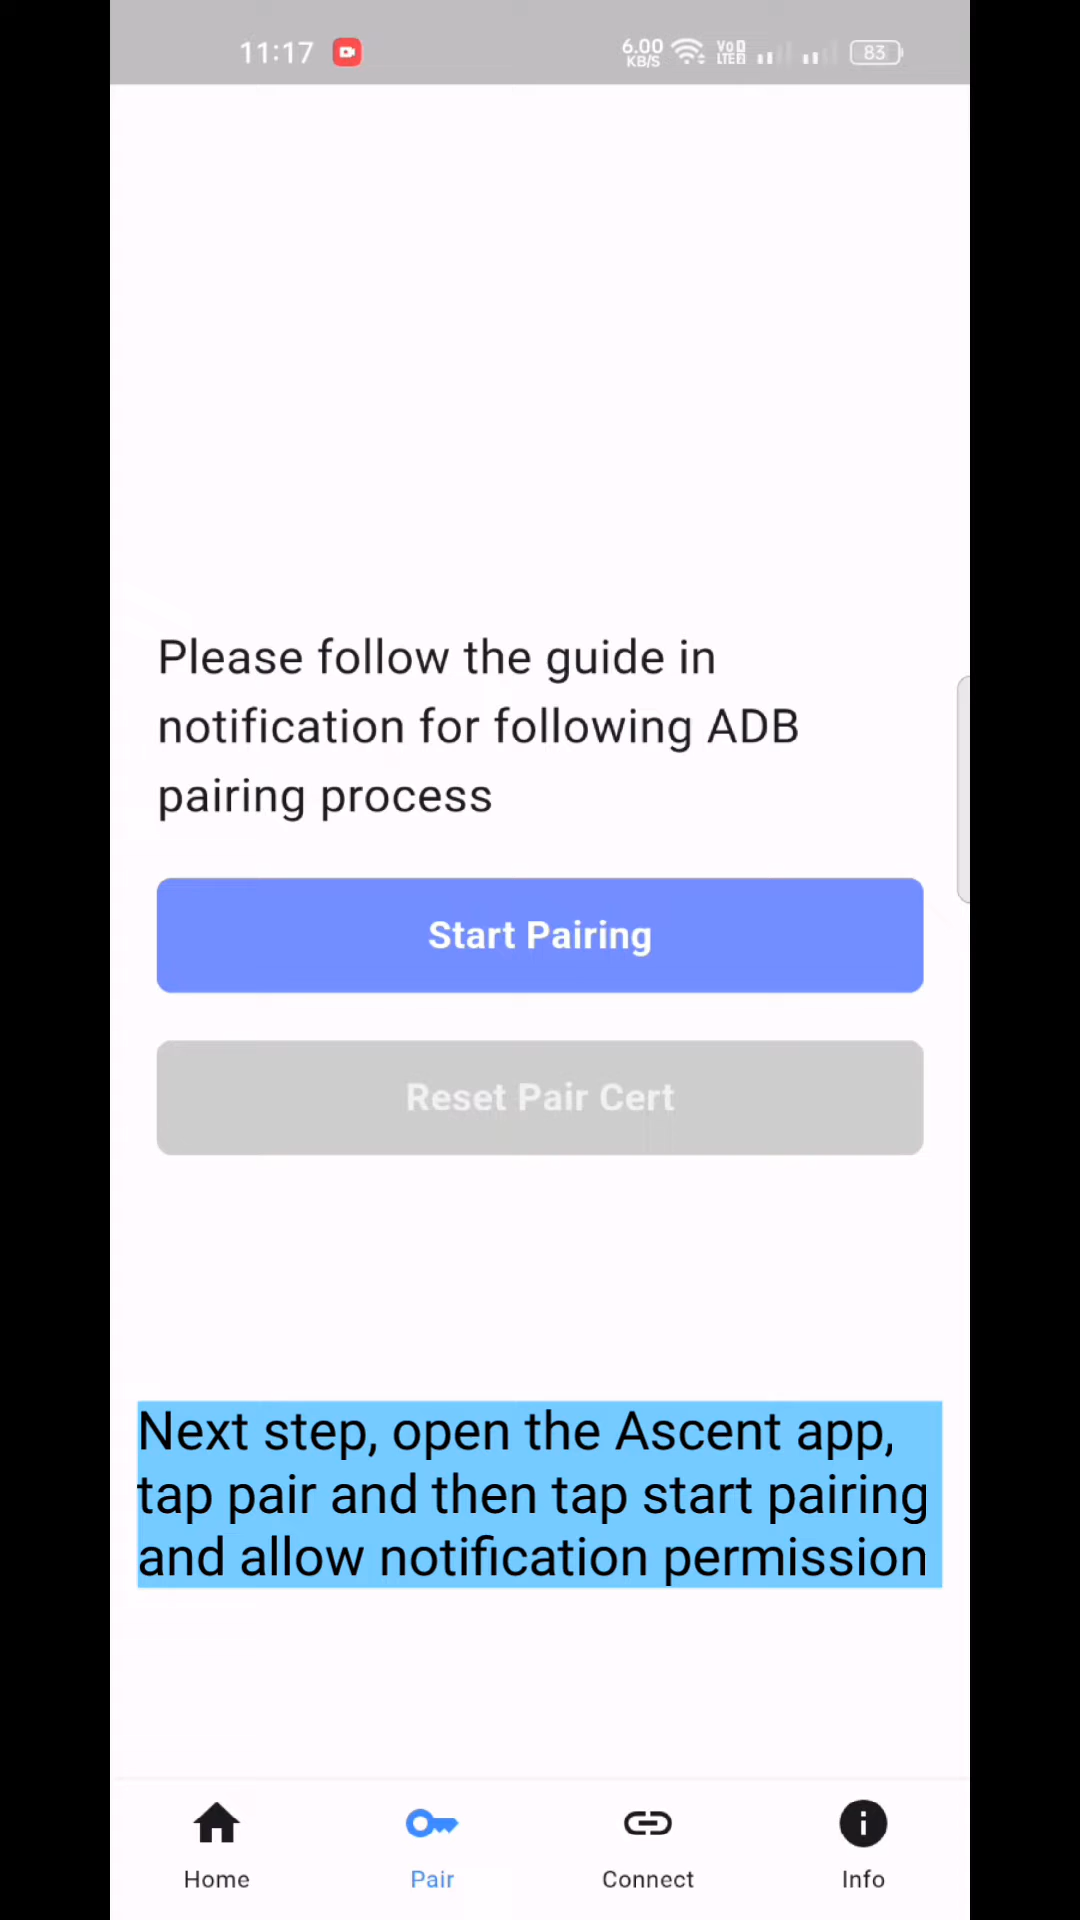 11:17
6.00 KB/S VoLTE 83
Please follow the guide in
notification for following ADB
pairing process
Start Pairing
Reset Pair Cert
Next step, open the Ascent app,
tap pair and then tap start pairing
and allow notification permission
Home Pair Connect Info